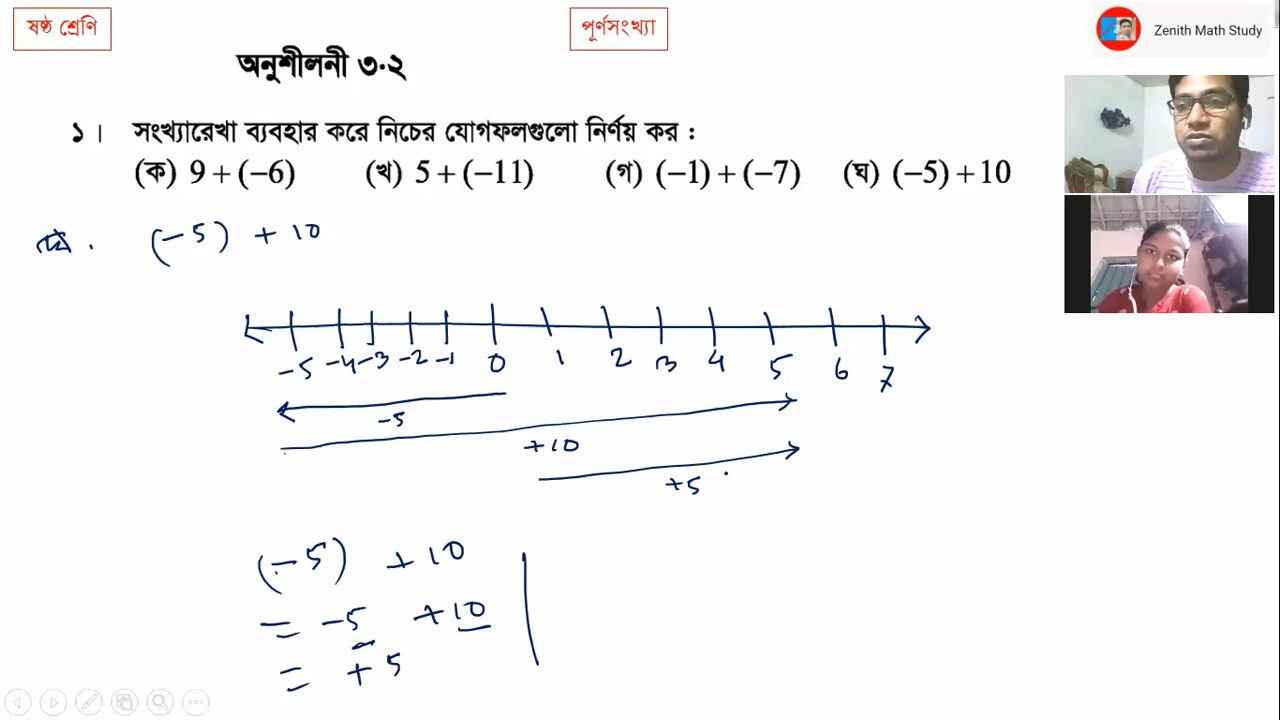 ষষ্ঠ শ্রেণি
পূর্ণসংখ্যা
Zenith Math Study
অনুশীলনী ৩.২
১। সংখ্যারেখা ব্যবহার করে নিচের যোগফলগুলো নির্ণয় কর :
(ক) 9 + (−6) (খ) 5 + (−11) (গ) (−1) + (−7) (ঘ) (−5) + 10
(−5) + 10
−5 −4 −3 −2 −1 0 1 2 3 4 5 6 7
−5
+10
+5
(−5) + 10
= −5 + 10
= +5